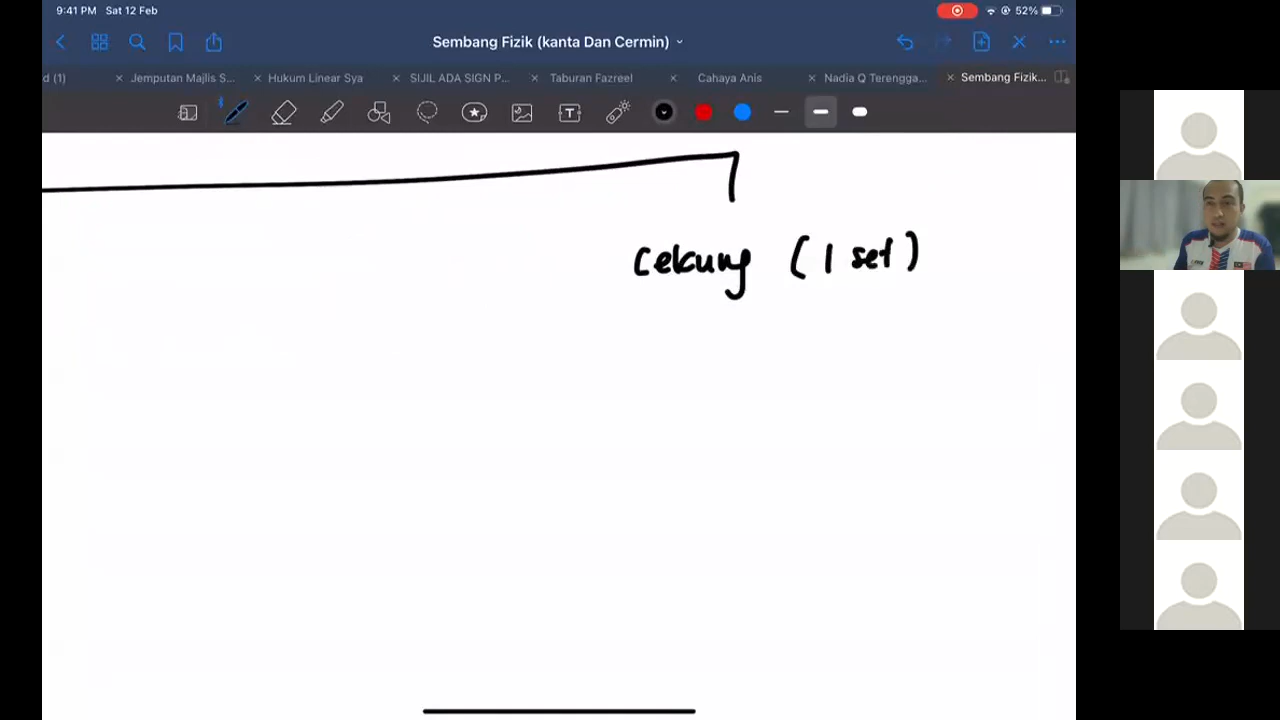 9:41 PM Sat 12 Feb
52%
Sembang Fizik (kanta Dan Cermin)
d (1) Jemputan Majlis S... Hukum Linear Sya SIJIL ADA SIGN P... Taburan Fazreel Cahaya Anis Nadia Q Terengga... Sembang Fizik...
T
Cekung (1 set)